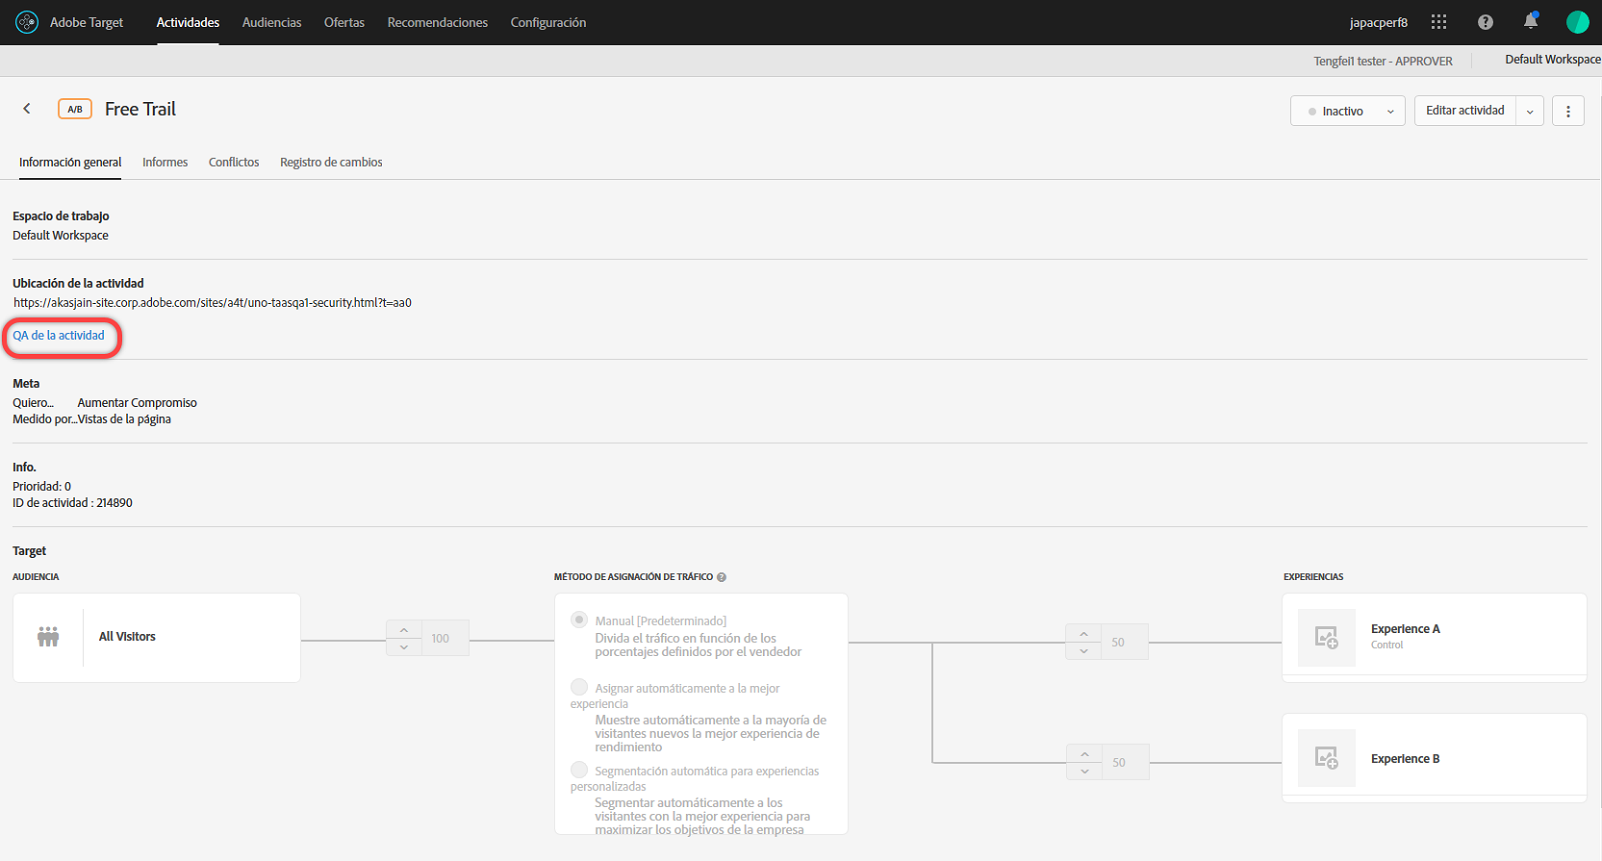 Adobe Target Actividades Audiencias Ofertas Recomendaciones Configuración japacperf8
Tengfei1 tester - APPROVER Default Workspace
A/B Free Trail Inactivo Editar actividad
Información general Informes Conflictos Registro de cambios
Espacio de trabajo
Default Workspace
Ubicación de la actividad
https://akasjain-site.corp.adobe.com/sites/a4t/uno-taasqa1-security.html?t=aa0
QA de la actividad
Meta
Quiero... Aumentar Compromiso
Medido por...Vistas de la página
Info.
Prioridad: 0
ID de actividad : 214890
Target
AUDIENCIA
All Visitors
100
MÉTODO DE ASIGNACIÓN DE TRÁFICO
Manual [Predeterminado]
Divida el tráfico en función de los
porcentajes definidos por el vendedor
Asignar automáticamente a la mejor
experiencia
Muestre automáticamente a la mayoría de
visitantes nuevos la mejor experiencia de
rendimiento
Segmentación automática para experiencias
personalizadas
Segmentar automáticamente a los
visitantes con la mejor experiencia para
maximizar los objetivos de la empresa
50
50
EXPERIENCIAS
Experience A
Control
Experience B